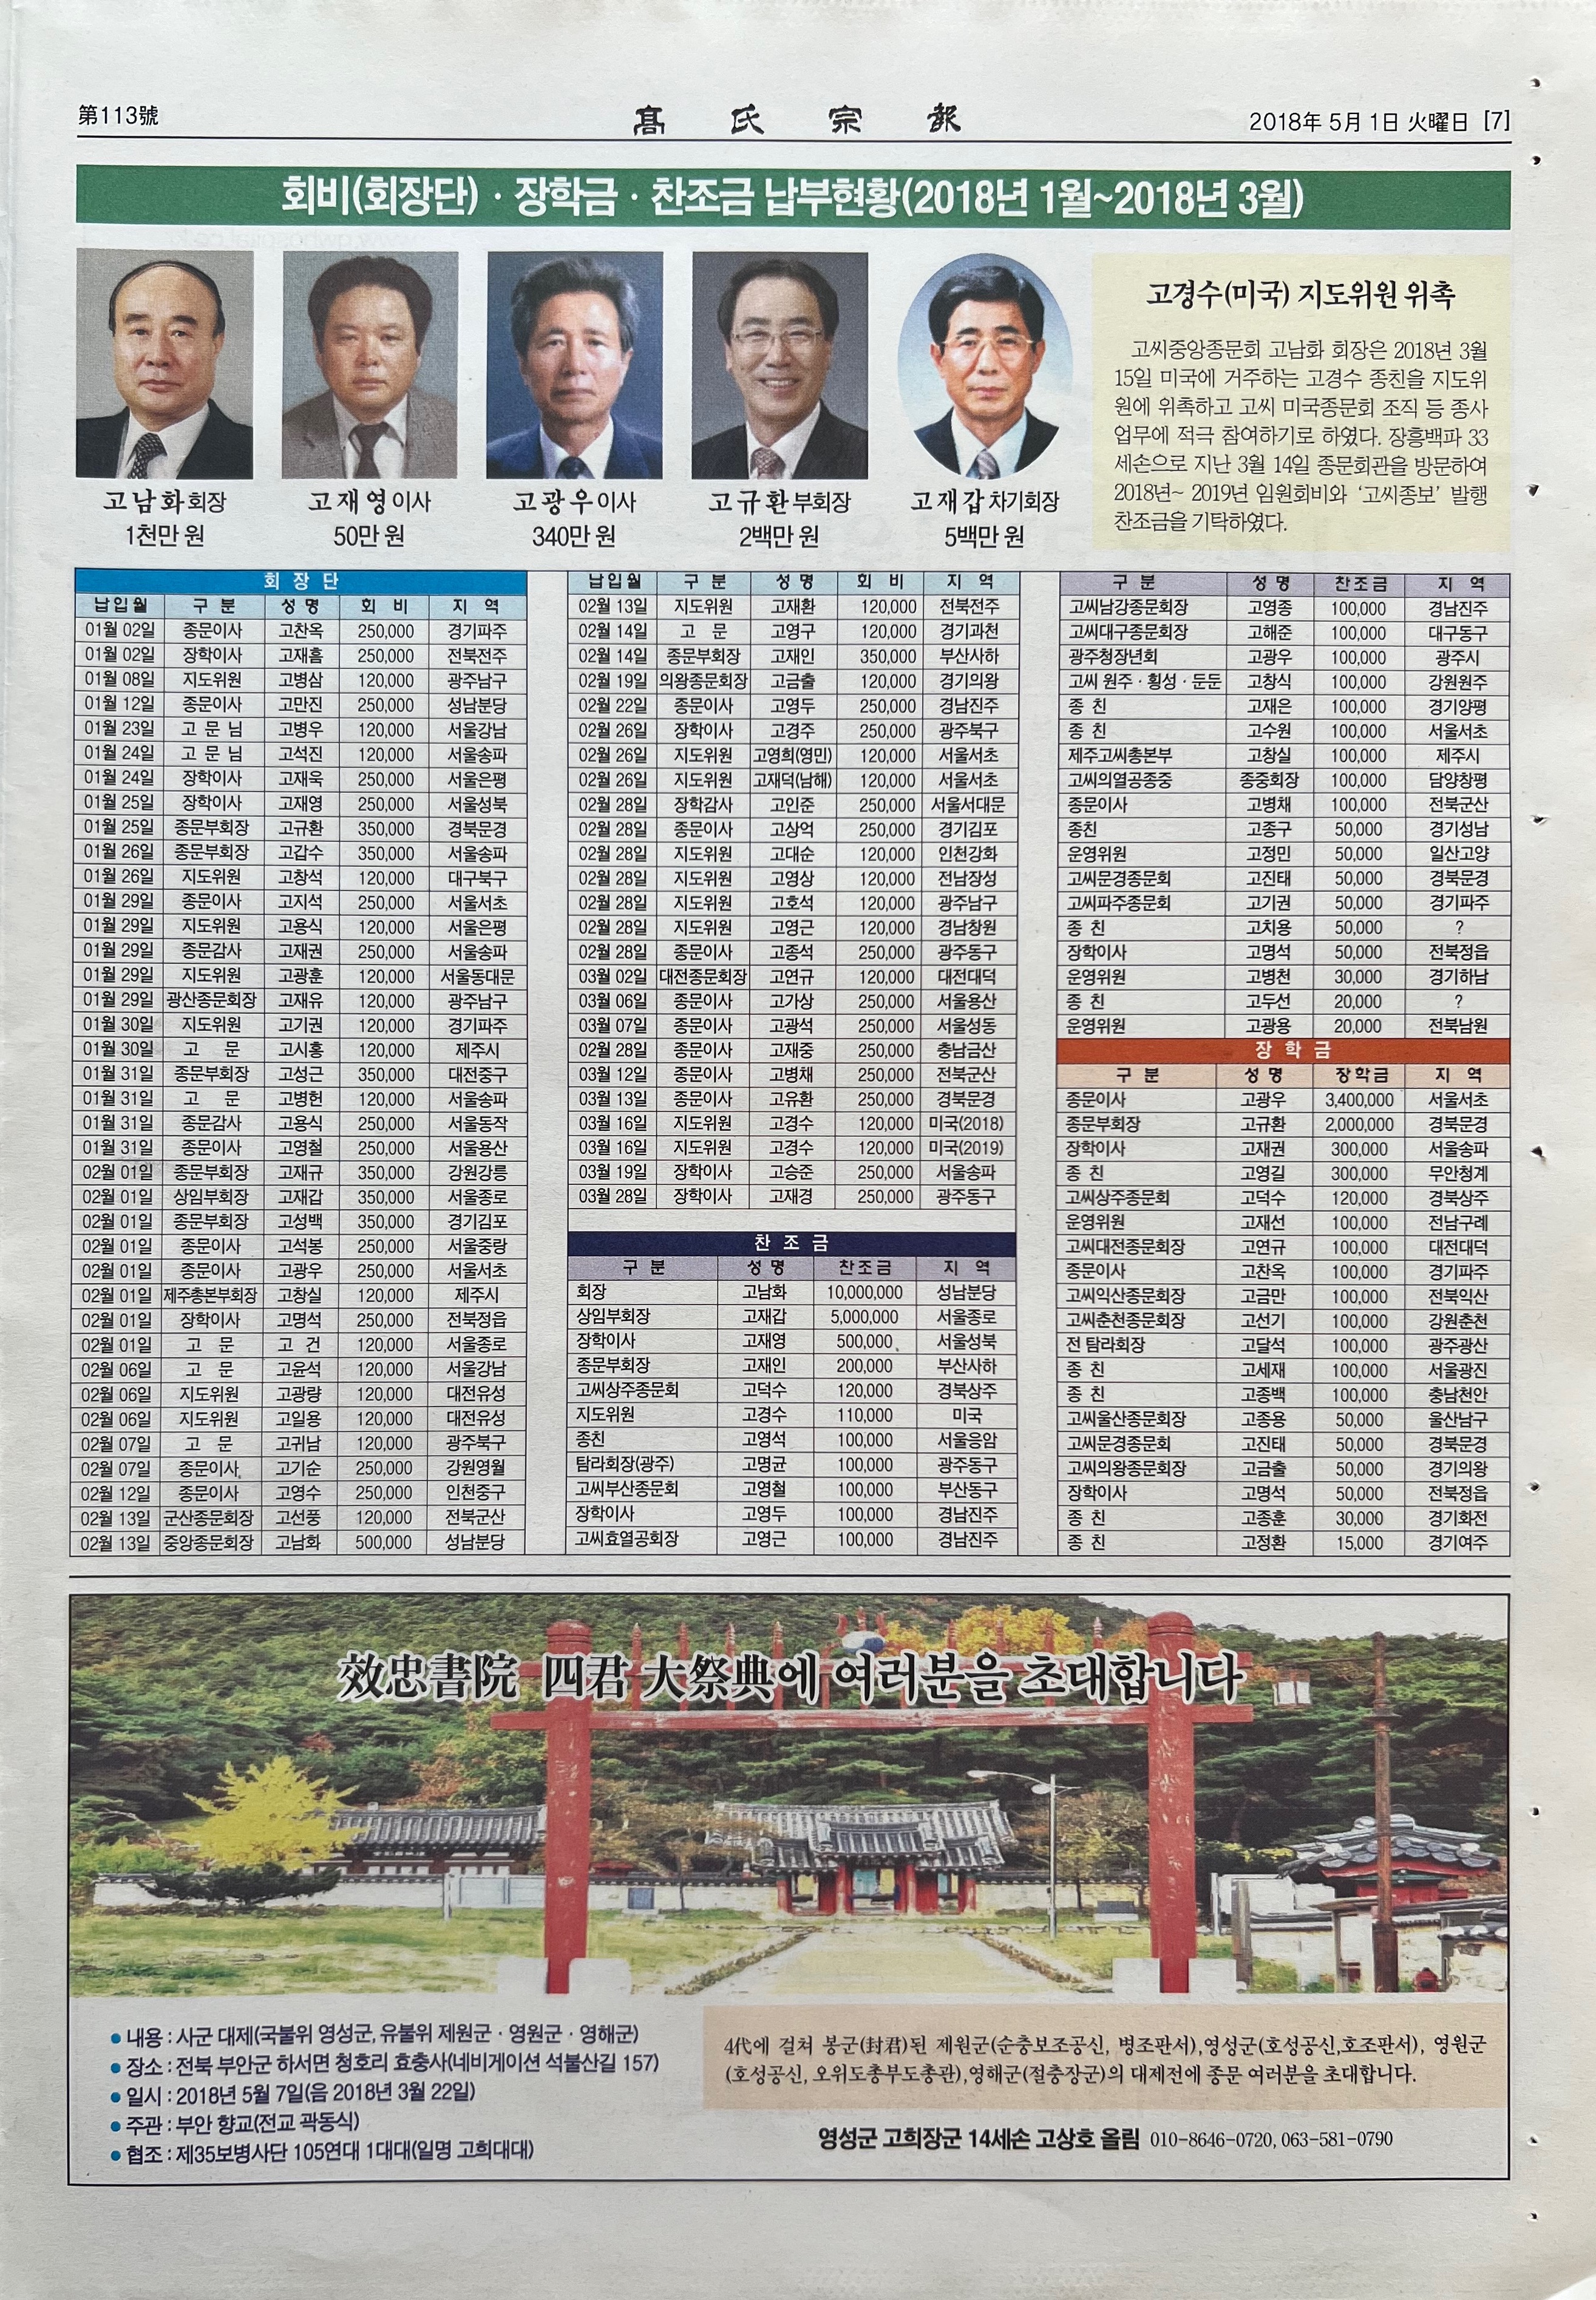 第113號
高氏宗報
2018年 5月 1日 火曜日 [7]
회비(회장단)·장학금·찬조금 납부현황(2018년 1월~2018년 3월)
고남화 회장
1천만 원
고재영 이사
50만 원
고광우 이사
340만 원
고규환 부회장
2백만 원
고재갑 차기회장
5백만 원
고경수(미국) 지도위원 위촉
고씨중앙종문회 고남화 회장은 2018년 3월
15일 미국에 거주하는 고경수 종친을 지도위
원에 위촉하고 고씨 미국종문회 조직 등 종사
업무에 적극 참여하기로 하였다. 장흥백파 33
세손으로 지난 3월 14일 종문회관을 방문하여
2018년~ 2019년 임원회비와 '고씨종보' 발행
찬조금을 기탁하였다.
회 장 단
납입월 구 분 성 명 회 비 지 역
01월 02일 종문이사 고찬옥 250,000 경기파주
01월 02일 장학이사 고재흠 250,000 전북전주
01월 08일 지도위원 고병삼 120,000 광주남구
01월 12일 종문이사 고만진 250,000 성남분당
01월 23일 고 문 님 고병우 120,000 서울강남
01월 24일 고 문 님 고석진 120,000 서울송파
01월 24일 장학이사 고재욱 250,000 서울은평
01월 25일 장학이사 고재영 250,000 서울성북
01월 25일 종문부회장 고규환 350,000 경북문경
01월 26일 종문부회장 고갑수 350,000 서울송파
01월 26일 지도위원 고창석 120,000 대구북구
01월 29일 종문이사 고지석 250,000 서울서초
01월 29일 지도위원 고용식 120,000 서울은평
01월 29일 종문감사 고재권 250,000 서울송파
01월 29일 지도위원 고광훈 120,000 서울동대문
01월 29일 광산종문회장 고재유 120,000 광주남구
01월 30일 지도위원 고기권 120,000 경기파주
01월 30일 고 문 고시홍 120,000 제주시
01월 31일 종문부회장 고성근 350,000 대전중구
01월 31일 고 문 고병헌 120,000 서울송파
01월 31일 종문감사 고용식 250,000 서울동작
01월 31일 종문이사 고영철 250,000 서울용산
02월 01일 종문부회장 고재규 350,000 강원강릉
02월 01일 상임부회장 고재갑 350,000 서울종로
02월 01일 종문부회장 고성백 350,000 경기김포
02월 01일 종문이사 고석봉 250,000 서울중랑
02월 01일 종문이사 고광우 250,000 서울서초
02월 01일 제주총본부회장 고창실 120,000 제주시
02월 01일 장학이사 고명석 250,000 전북정읍
02월 01일 고 문 고 건 120,000 서울종로
02월 06일 고 문 고윤석 120,000 서울강남
02월 06일 지도위원 고광량 120,000 대전유성
02월 06일 지도위원 고일용 120,000 대전유성
02월 07일 고 문 고귀남 120,000 광주북구
02월 07일 종문이사 고기순 250,000 강원영월
02월 12일 종문이사 고영수 250,000 인천중구
02월 13일 군산종문회장 고선풍 120,000 전북군산
02월 13일 중앙종문회장 고남화 500,000 성남분당
납입월 구 분 성 명 회 비 지 역
02월 13일 지도위원 고재환 120,000 전북전주
02월 14일 고 문 고영구 120,000 경기과천
02월 14일 종문부회장 고재인 350,000 부산사하
02월 19일 의왕종문회장 고금출 120,000 경기의왕
02월 22일 종문이사 고영두 250,000 경남진주
02월 26일 장학이사 고경주 250,000 광주북구
02월 26일 지도위원 고영희(영민) 120,000 서울서초
02월 26일 지도위원 고재덕(남해) 120,000 서울서초
02월 28일 장학감사 고인준 250,000 서울서대문
02월 28일 종문이사 고상억 250,000 경기김포
02월 28일 지도위원 고대순 120,000 인천강화
02월 28일 지도위원 고영상 120,000 전남장성
02월 28일 지도위원 고호석 120,000 광주남구
02월 28일 지도위원 고영근 120,000 경남창원
02월 28일 종문이사 고종석 250,000 광주동구
03월 02일 대전종문회장 고연규 120,000 대전대덕
03월 06일 종문이사 고가상 250,000 서울용산
03월 07일 종문이사 고광석 250,000 서울성동
02월 28일 종문이사 고재중 250,000 충남금산
03월 12일 종문이사 고병채 250,000 전북군산
03월 13일 종문이사 고유환 250,000 경북문경
03월 16일 지도위원 고경수 120,000 미국(2018)
03월 16일 지도위원 고경수 120,000 미국(2019)
03월 19일 장학이사 고승준 250,000 서울송파
03월 28일 장학이사 고재경 250,000 광주동구
찬 조 금
구 분 성 명 찬조금 지 역
회장 고남화 10,000,000 성남분당
상임부회장 고재갑 5,000,000 서울종로
장학이사 고재영 500,000 서울성북
종문부회장 고재인 200,000 부산사하
고씨상주종문회 고덕수 120,000 경북상주
지도위원 고경수 110,000 미국
종친 고영석 100,000 서울응암
탐라회장(광주) 고명균 100,000 광주동구
고씨부산종문회 고영철 100,000 부산동구
장학이사 고영두 100,000 경남진주
고씨효열공회장 고영근 100,000 경남진주
구 분 성 명 찬조금 지 역
고씨남강종문회장 고영종 100,000 경남진주
고씨대구종문회장 고해준 100,000 대구동구
광주청장년회 고광우 100,000 광주시
고씨 원주·횡성·둔둔 고창식 100,000 강원원주
종 친 고재은 100,000 경기양평
종 친 고수원 100,000 서울서초
제주고씨총본부 고창실 100,000 제주시
고씨의열공종중 종중회장 100,000 담양창평
종문이사 고병채 100,000 전북군산
종친 고종구 50,000 경기성남
운영위원 고정민 50,000 일산고양
고씨문경종문회 고진태 50,000 경북문경
고씨파주종문회 고기권 50,000 경기파주
종 친 고치용 50,000 ?
장학이사 고명석 50,000 전북정읍
운영위원 고병천 30,000 경기하남
종 친 고두선 20,000 ?
운영위원 고광용 20,000 전북남원
장 학 금
구 분 성 명 장학금 지 역
종문이사 고광우 3,400,000 서울서초
종문부회장 고규환 2,000,000 경북문경
장학이사 고재권 300,000 서울송파
종 친 고영길 300,000 무안청계
고씨상주종문회 고덕수 120,000 경북상주
운영위원 고재선 100,000 전남구례
고씨대전종문회장 고연규 100,000 대전대덕
종문이사 고찬옥 100,000 경기파주
고씨익산종문회장 고금만 100,000 전북익산
고씨춘천종문회장 고선기 100,000 강원춘천
전 탐라회장 고달석 100,000 광주광산
종 친 고세재 100,000 서울광진
종 친 고종백 100,000 충남천안
고씨울산종문회장 고종용 50,000 울산남구
고씨문경종문회 고진태 50,000 경북문경
고씨의왕종문회장 고금출 50,000 경기의왕
장학이사 고명석 50,000 전북정읍
종 친 고종훈 30,000 경기화전
종 친 고정환 15,000 경기여주
效忠書院 四君 大祭典에 여러분을 초대합니다
● 내용 : 사군 대제(국불위 영성군, 유불위 제원군·영원군·영해군)
● 장소 : 전북 부안군 하서면 청호리 효충사(네비게이션 석불산길 157)
● 일시 : 2018년 5월 7일(음 2018년 3월 22일)
● 주관 : 부안 향교(전교 곽동식)
● 협조 : 제35보병사단 105연대 1대대(일명 고희대대)
4代에 걸쳐 봉군(封君)된 제원군(순충보조공신, 병조판서),영성군(호성공신,호조판서), 영원군
(호성공신, 오위도총부도총관),영해군(절충장군)의 대제전에 종문 여러분을 초대합니다.
영성군 고희장군 14세손 고상호 올림 010-8646-0720, 063-581-0790